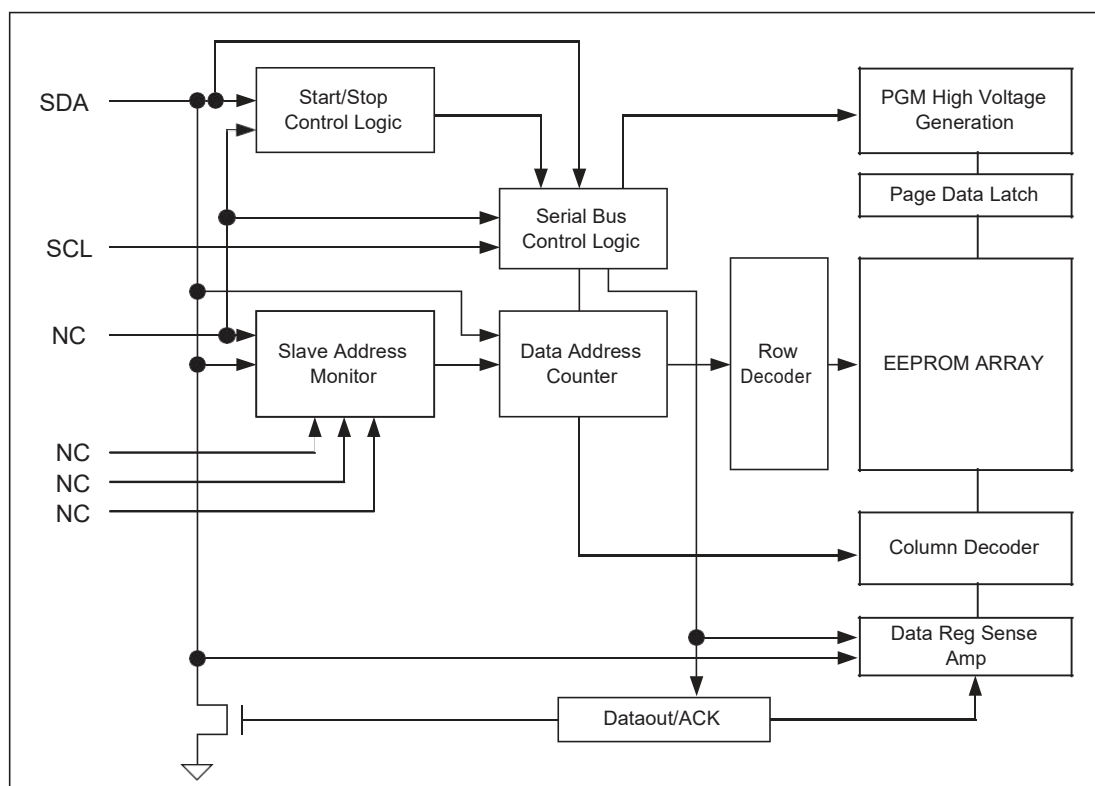 SDA
Start/Stop
Control Logic
PGM High Voltage
Generation
Page Data Latch
SCL
Serial Bus
Control Logic
NC
Slave Address
Monitor
Data Address
Counter
Row
Decoder
EEPROM ARRAY
NC
NC
NC
Column Decoder
Data Reg Sense
Amp
Dataout/ACK